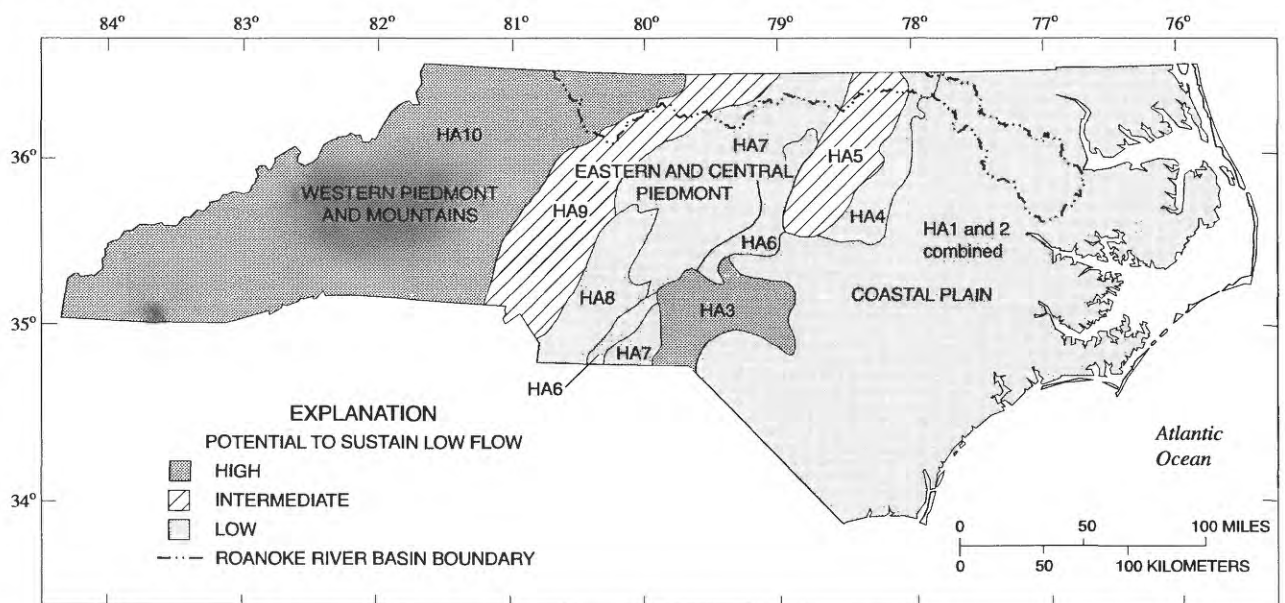 84° 83° 82° 81° 80° 79° 78° 77° 76°
36°
35°
34°
HA10
WESTERN PIEDMONT
AND MOUNTAINS
HA9
HA7
EASTERN AND CENTRAL
PIEDMONT
HA5
HA4
HA6
HA8
HA3
HA7
HA6
HA1 and 2
combined
COASTAL PLAIN
Atlantic
Ocean
EXPLANATION
POTENTIAL TO SUSTAIN LOW FLOW
HIGH
INTERMEDIATE
LOW
ROANOKE RIVER BASIN BOUNDARY
0 50 100 MILES
0 50 100 KILOMETERS